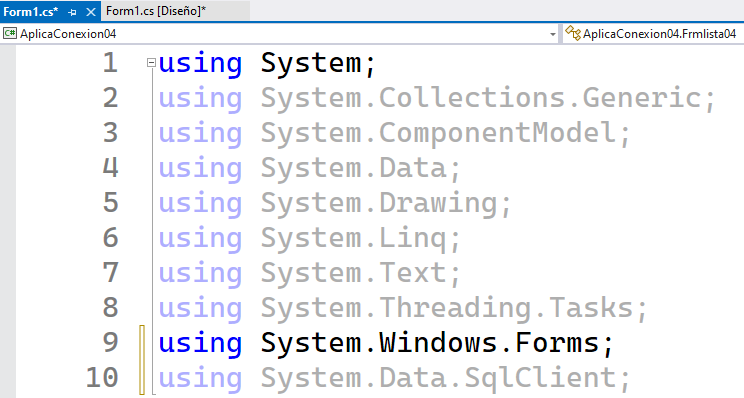 Form1.cs* Form1.cs [Diseño]*
C# AplicaConexion04 AplicaConexion04.Frmlista04
1 using System;
2 using System.Collections.Generic;
3 using System.ComponentModel;
4 using System.Data;
5 using System.Drawing;
6 using System.Linq;
7 using System.Text;
8 using System.Threading.Tasks;
9 using System.Windows.Forms;
10 using System.Data.SqlClient;